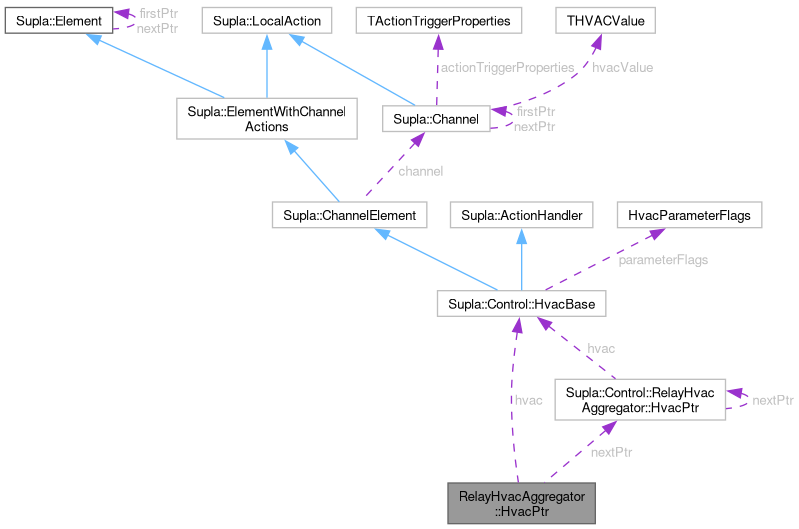 Supla::Element
firstPtr
nextPtr
Supla::LocalAction
TActionTriggerProperties
THVACValue
actionTriggerProperties
hvacValue
Supla::ElementWithChannel
Actions
Supla::Channel
firstPtr
nextPtr
channel
Supla::ChannelElement
Supla::ActionHandler
HvacParameterFlags
parameterFlags
Supla::Control::HvacBase
hvac
hvac
Supla::Control::RelayHvac
Aggregator::HvacPtr
nextPtr
nextPtr
RelayHvacAggregator
::HvacPtr